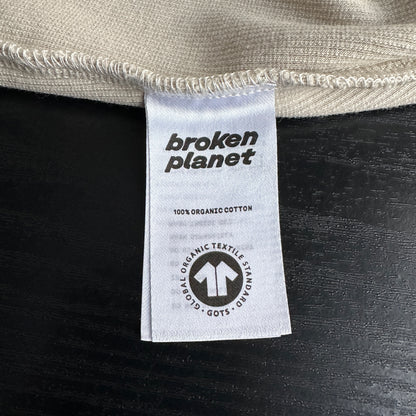 broken
planet
100% ORGANIC COTTON
GLOBAL ORGANIC TEXTILE STANDARD
· GOTS ·